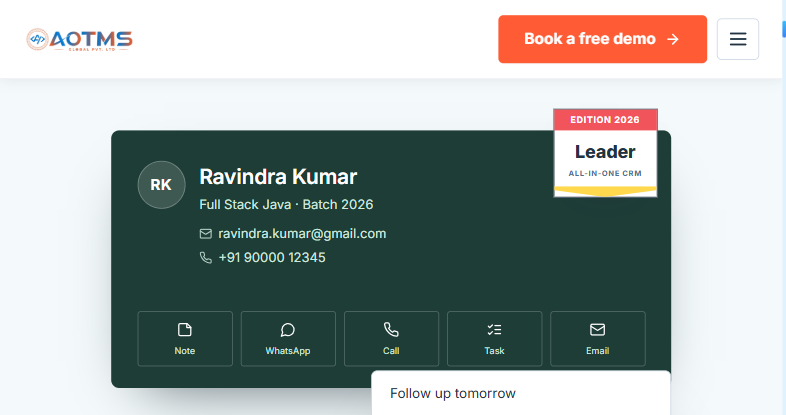 AOTMS
GLOBAL PVT. LTD
Book a free demo →
EDITION 2026
Leader
ALL-IN-ONE CRM
RK
Ravindra Kumar
Full Stack Java · Batch 2026
ravindra.kumar@gmail.com
+91 90000 12345
Note
WhatsApp
Call
Task
Email
Follow up tomorrow